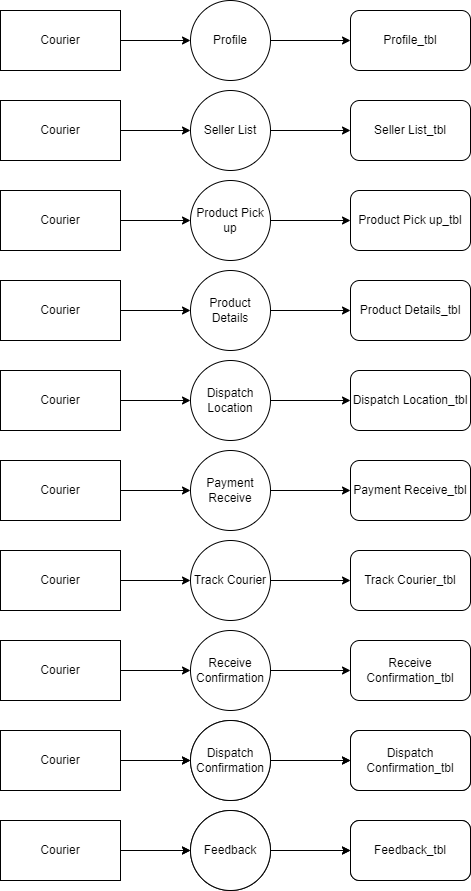 Courier
Profile
Profile_tbl
Courier
Seller List
Seller List_tbl
Courier
Product Pick
up
Product Pick up_tbl
Courier
Product
Details
Product Details_tbl
Courier
Dispatch
Location
Dispatch Location_tbl
Courier
Payment
Receive
Payment Receive_tbl
Courier
Track Courier
Track Courier_tbl
Courier
Receive
Confirmation
Receive
Confirmation_tbl
Courier
Dispatch
Confirmation
Dispatch
Confirmation_tbl
Courier
Feedback
Feedback_tbl